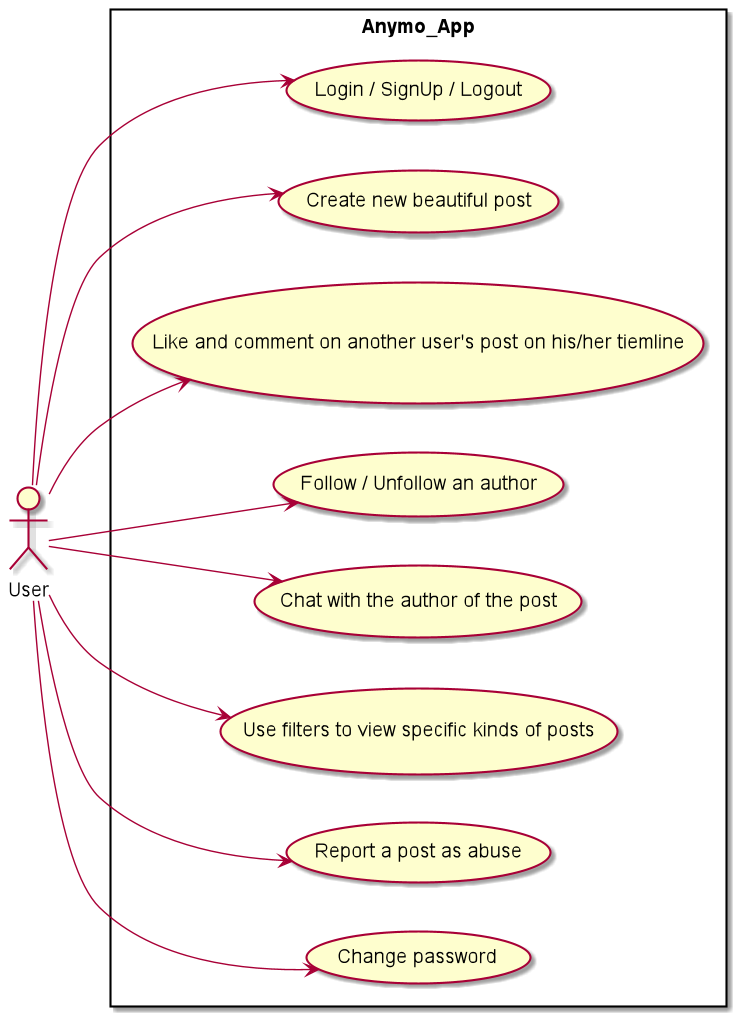 Anymo_App
Login / SignUp / Logout
Create new beautiful post
Like and comment on another user's post on his/her tiemline
Follow / Unfollow an author
User
Chat with the author of the post
Use filters to view specific kinds of posts
Report a post as abuse
Change password